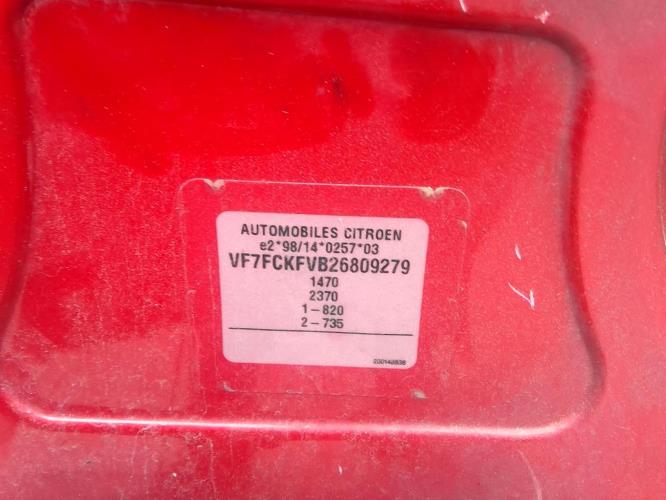 AUTOMOBILES CITROEN
e2*98/14*0257*03
VF7FCKFVB26809279
1470
2370
1-820
2-735